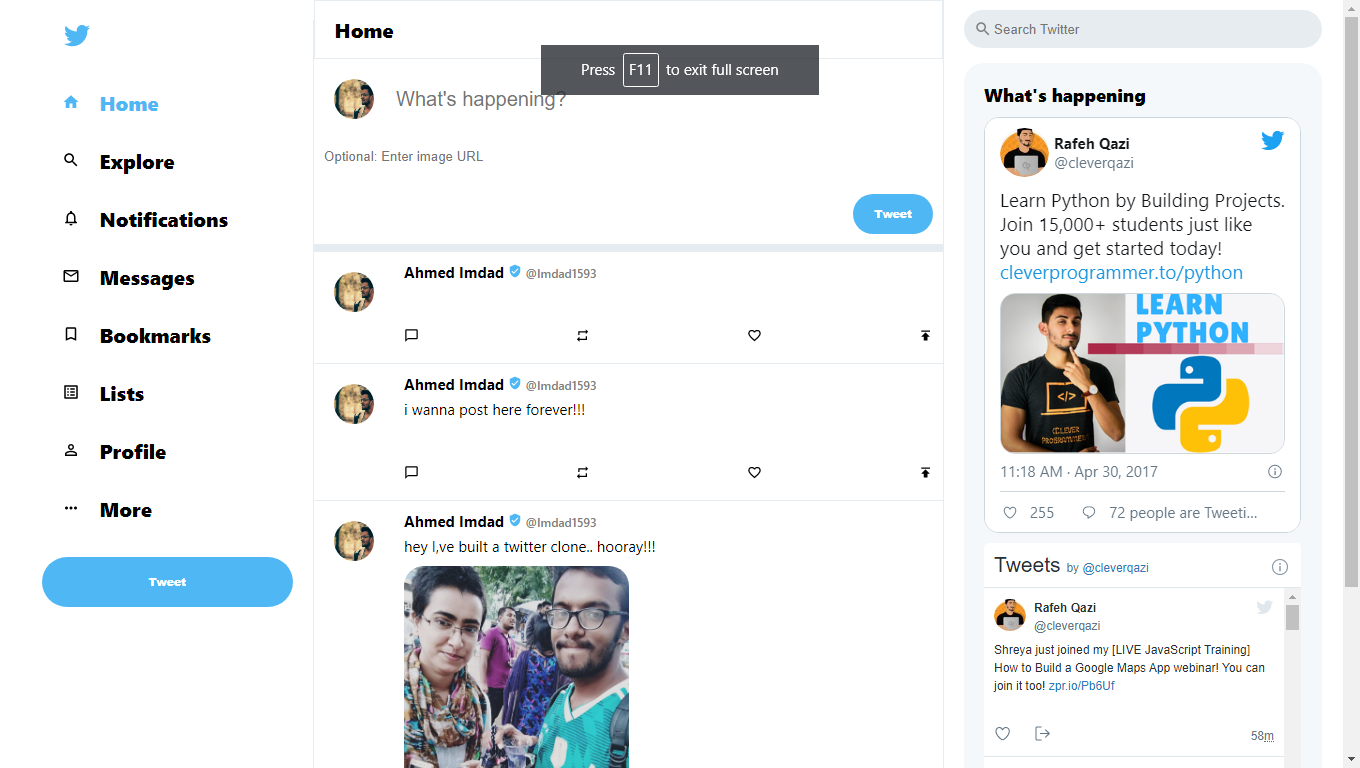 Home
Explore
Notifications
Messages
Bookmarks
Lists
Profile
More
Tweet
Home
Press F11 to exit full screen
What's happening?
Optional: Enter image URL
Tweet
Ahmed Imdad @Imdad1593
Ahmed Imdad @Imdad1593
i wanna post here forever!!!
Ahmed Imdad @Imdad1593
hey I,ve built a twitter clone.. hooray!!!
Search Twitter
What's happening
Rafeh Qazi
@cleverqazi
Learn Python by Building Projects.
Join 15,000+ students just like
you and get started today!
cleverprogrammer.to/python
LEARN
PYTHON
</>
CLEVER
PROGRAMMER
11:18 AM · Apr 30, 2017
255 72 people are Tweeti...
Tweets by @cleverqazi
Rafeh Qazi
@cleverqazi
Shreya just joined my [LIVE JavaScript Training]
How to Build a Google Maps App webinar! You can
join it too! zpr.io/Pb6Uf
58m